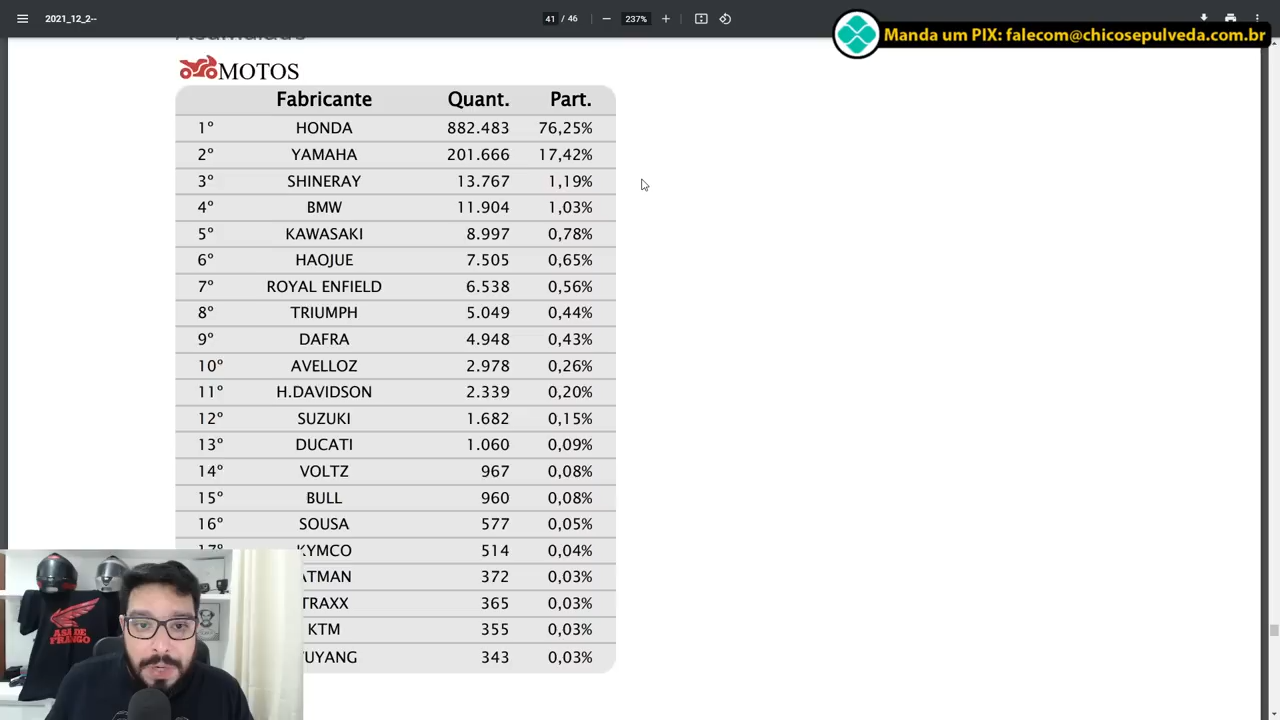 2021_12_2--
41 / 46
237%
Manda um PIX: falecom@chicosepulveda.com.br
Acumulado
MOTOS
Fabricante Quant. Part.
1º HONDA 882.483 76,25%
2º YAMAHA 201.666 17,42%
3º SHINERAY 13.767 1,19%
4º BMW 11.904 1,03%
5º KAWASAKI 8.997 0,78%
6º HAOJUE 7.505 0,65%
7º ROYAL ENFIELD 6.538 0,56%
8º TRIUMPH 5.049 0,44%
9º DAFRA 4.948 0,43%
10º AVELLOZ 2.978 0,26%
11º H.DAVIDSON 2.339 0,20%
12º SUZUKI 1.682 0,15%
13º DUCATI 1.060 0,09%
14º VOLTZ 967 0,08%
15º BULL 960 0,08%
16º SOUSA 577 0,05%
17º KYMCO 514 0,04%
372 0,03%
TRAXX 365 0,03%
KTM 355 0,03%
343 0,03%
ASA DE
FRANGO